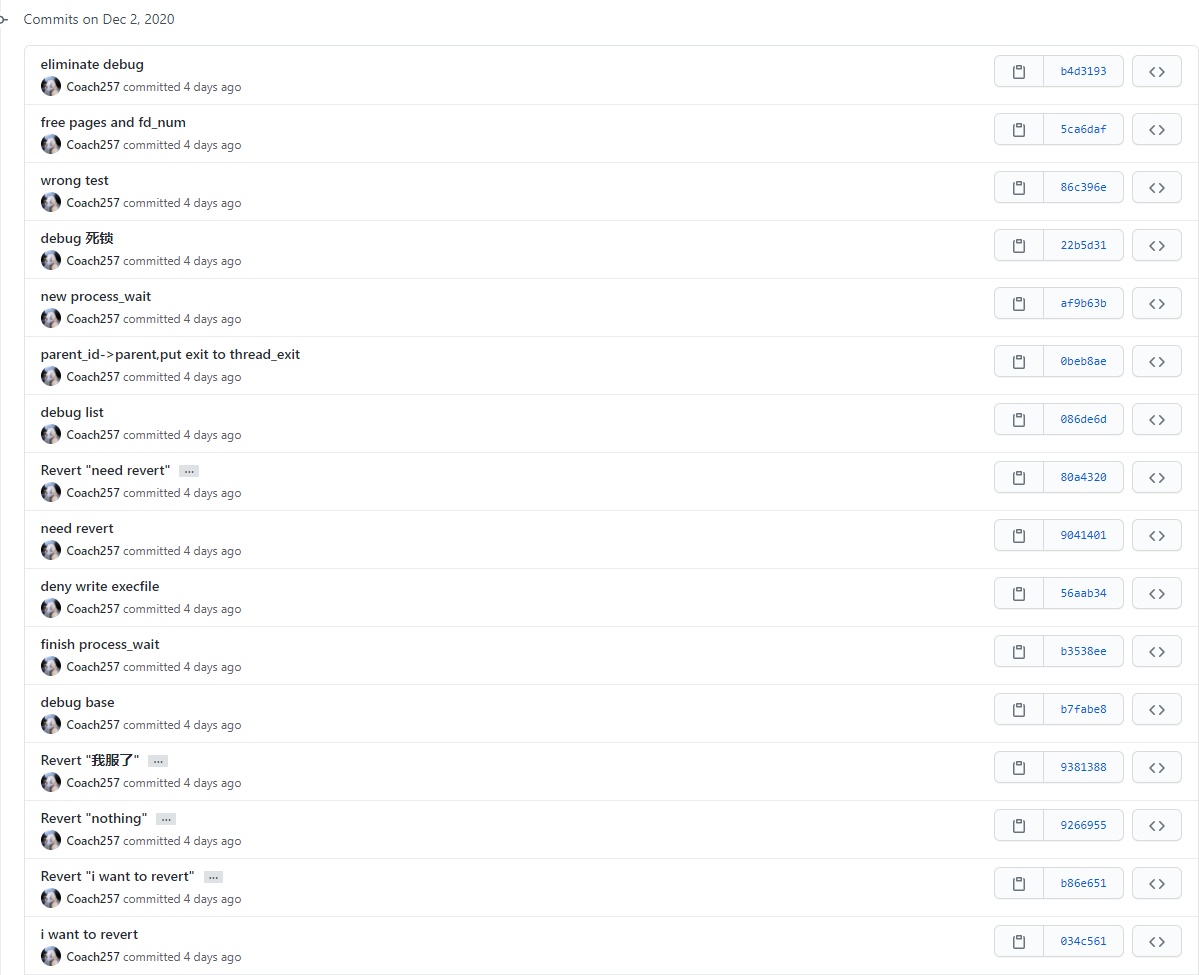 Commits on Dec 2, 2020
eliminate debug
b4d3193
Coach257 committed 4 days ago
free pages and fd_num
5ca6daf
Coach257 committed 4 days ago
wrong test
86c396e
Coach257 committed 4 days ago
debug 死锁
22b5d31
Coach257 committed 4 days ago
new process_wait
af9b63b
Coach257 committed 4 days ago
parent_id->parent,put exit to thread_exit
0beb8ae
Coach257 committed 4 days ago
debug list
086de6d
Coach257 committed 4 days ago
Revert "need revert" ...
80a4320
Coach257 committed 4 days ago
need revert
9041401
Coach257 committed 4 days ago
deny write execfile
56aab34
Coach257 committed 4 days ago
finish process_wait
b3538ee
Coach257 committed 4 days ago
debug base
b7fabe8
Coach257 committed 4 days ago
Revert "我服了" ...
9381388
Coach257 committed 4 days ago
Revert "nothing" ...
9266955
Coach257 committed 4 days ago
Revert "i want to revert" ...
b86e651
Coach257 committed 4 days ago
i want to revert
034c561
Coach257 committed 4 days ago